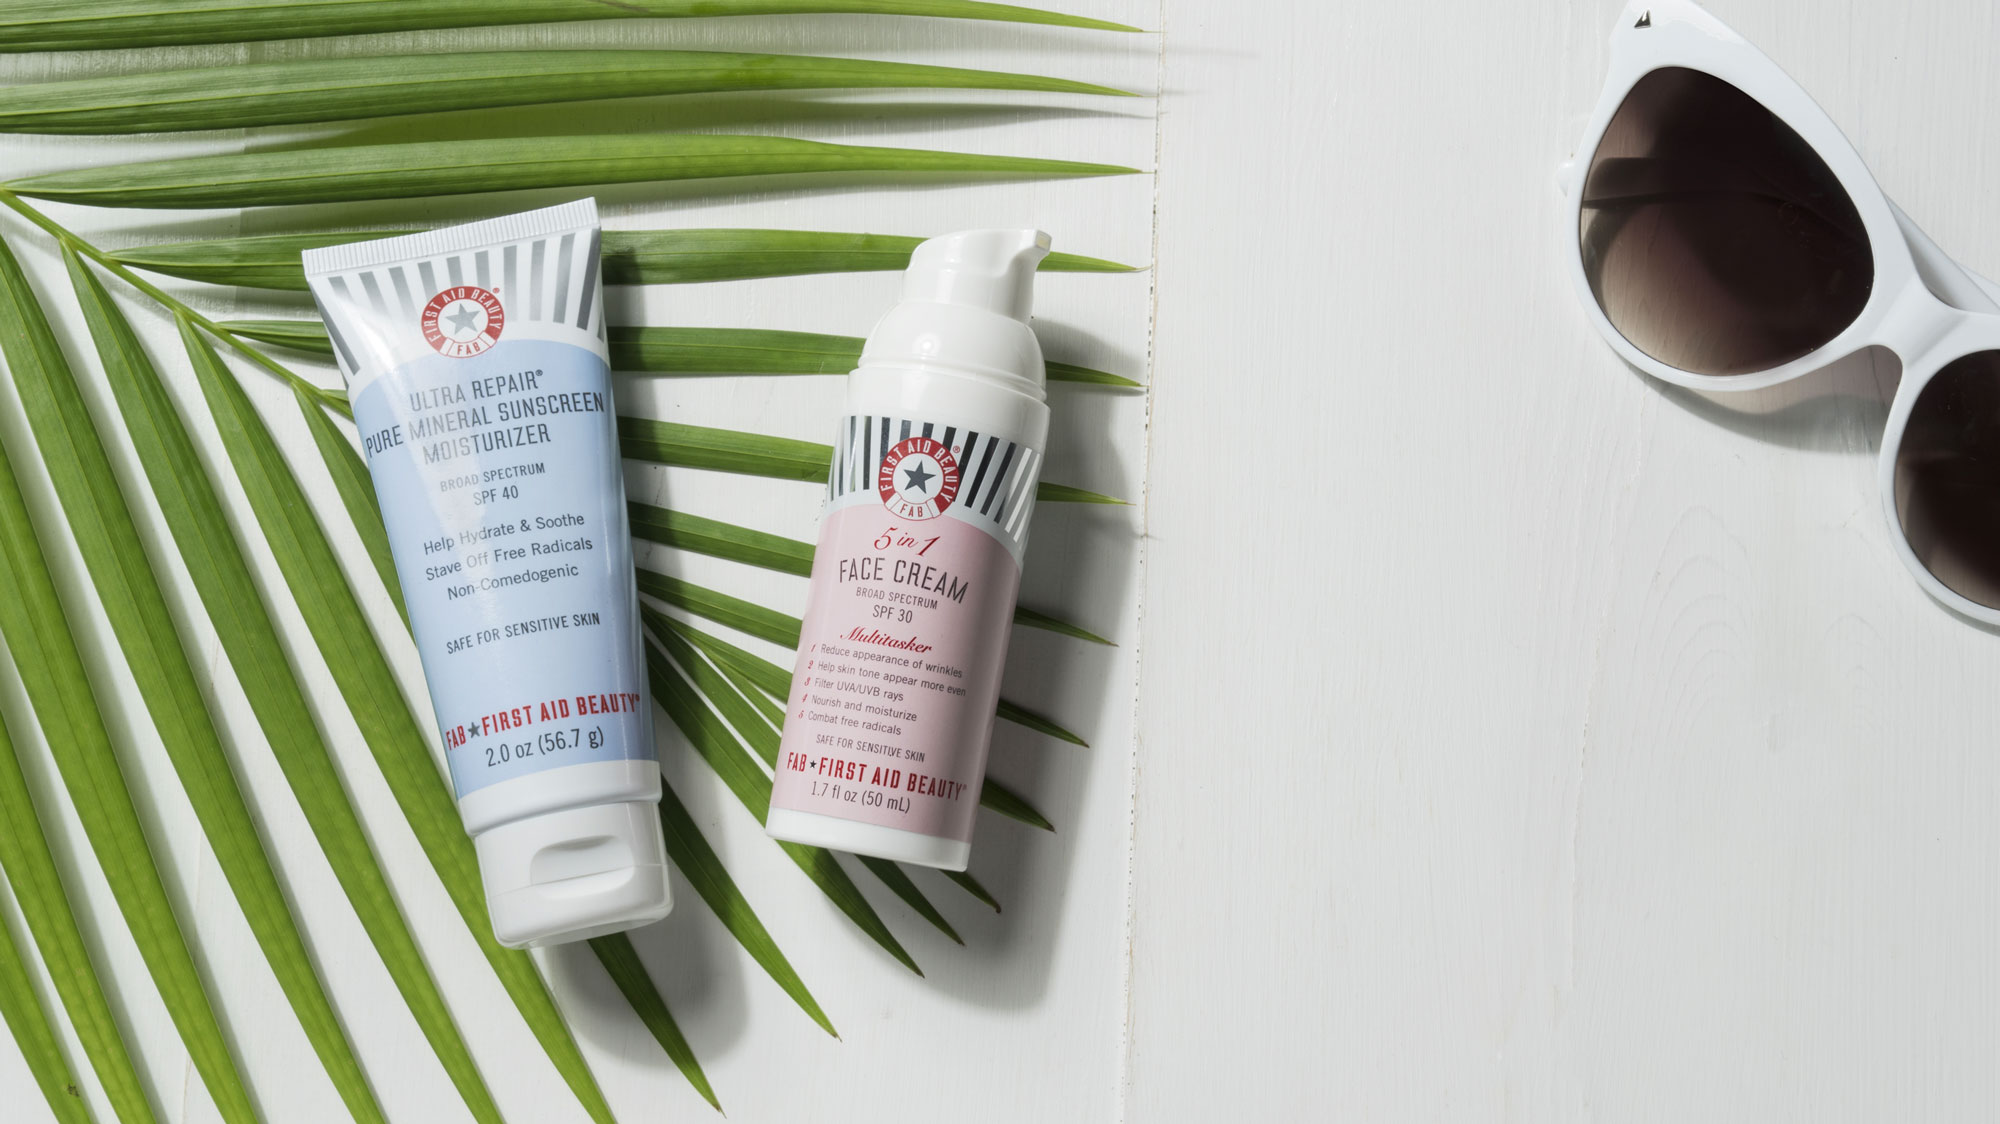 FIRST AID BEAUTY®
FAB
ULTRA REPAIR®
PURE MINERAL SUNSCREEN
MOISTURIZER
BROAD SPECTRUM
SPF 40
Help Hydrate & Soothe
Stave Off Free Radicals
Non-Comedogenic
SAFE FOR SENSITIVE SKIN
FAB★FIRST AID BEAUTY®
2.0 oz (56.7 g)
FIRST AID BEAUTY®
FAB
5 in 1
FACE CREAM
BROAD SPECTRUM
SPF 30
Multitasker
1 Reduce appearance of wrinkles
2 Help skin tone appear more even
3 Filter UVA/UVB rays
4 Nourish and moisturize
5 Combat free radicals
SAFE FOR SENSITIVE SKIN
FAB★FIRST AID BEAUTY®
1.7 fl oz (50 mL)